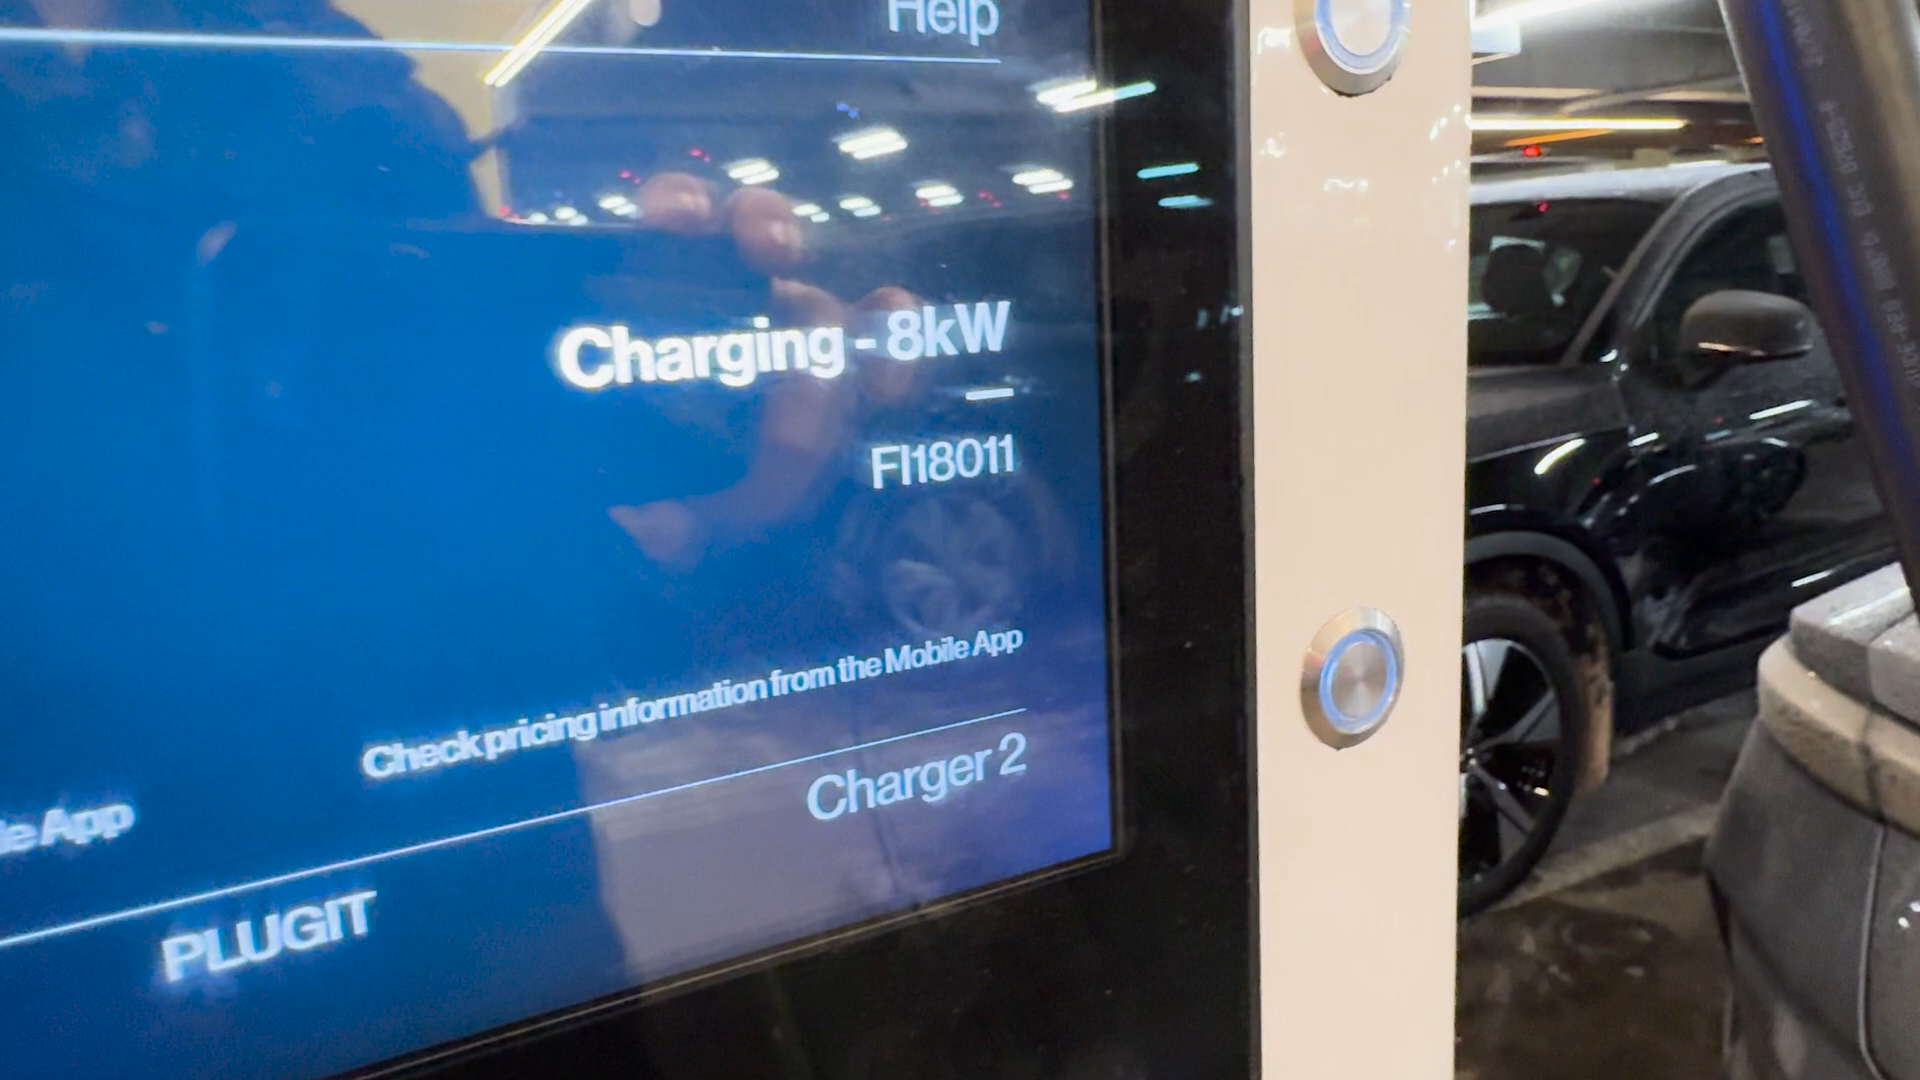 Help
Charging - 8kW
FI18011
Check pricing information from the Mobile App
le App
Charger 2
PLUGIT